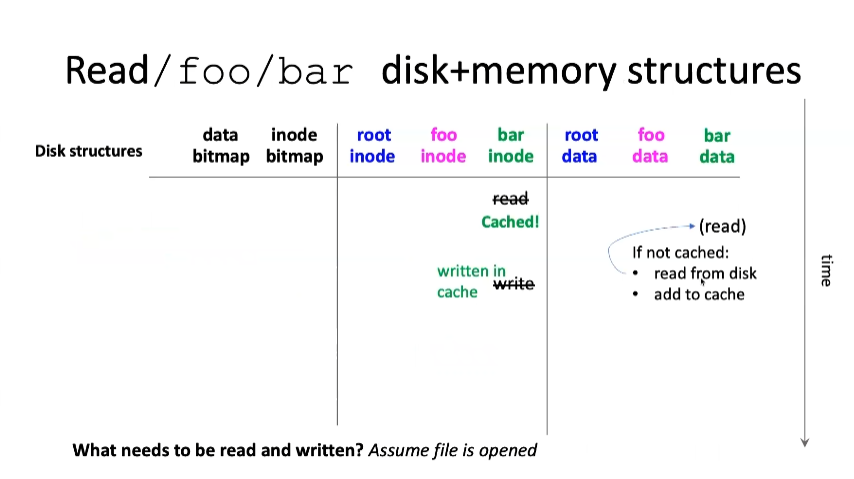 Read/foo/bar disk+memory structures
Disk structures
data bitmap
inode bitmap
root inode
foo inode
bar inode
root data
foo data
bar data
read
Cached!
(read)
If not cached:
• read from disk
• add to cache
written in cache
write
time
What needs to be read and written? Assume file is opened